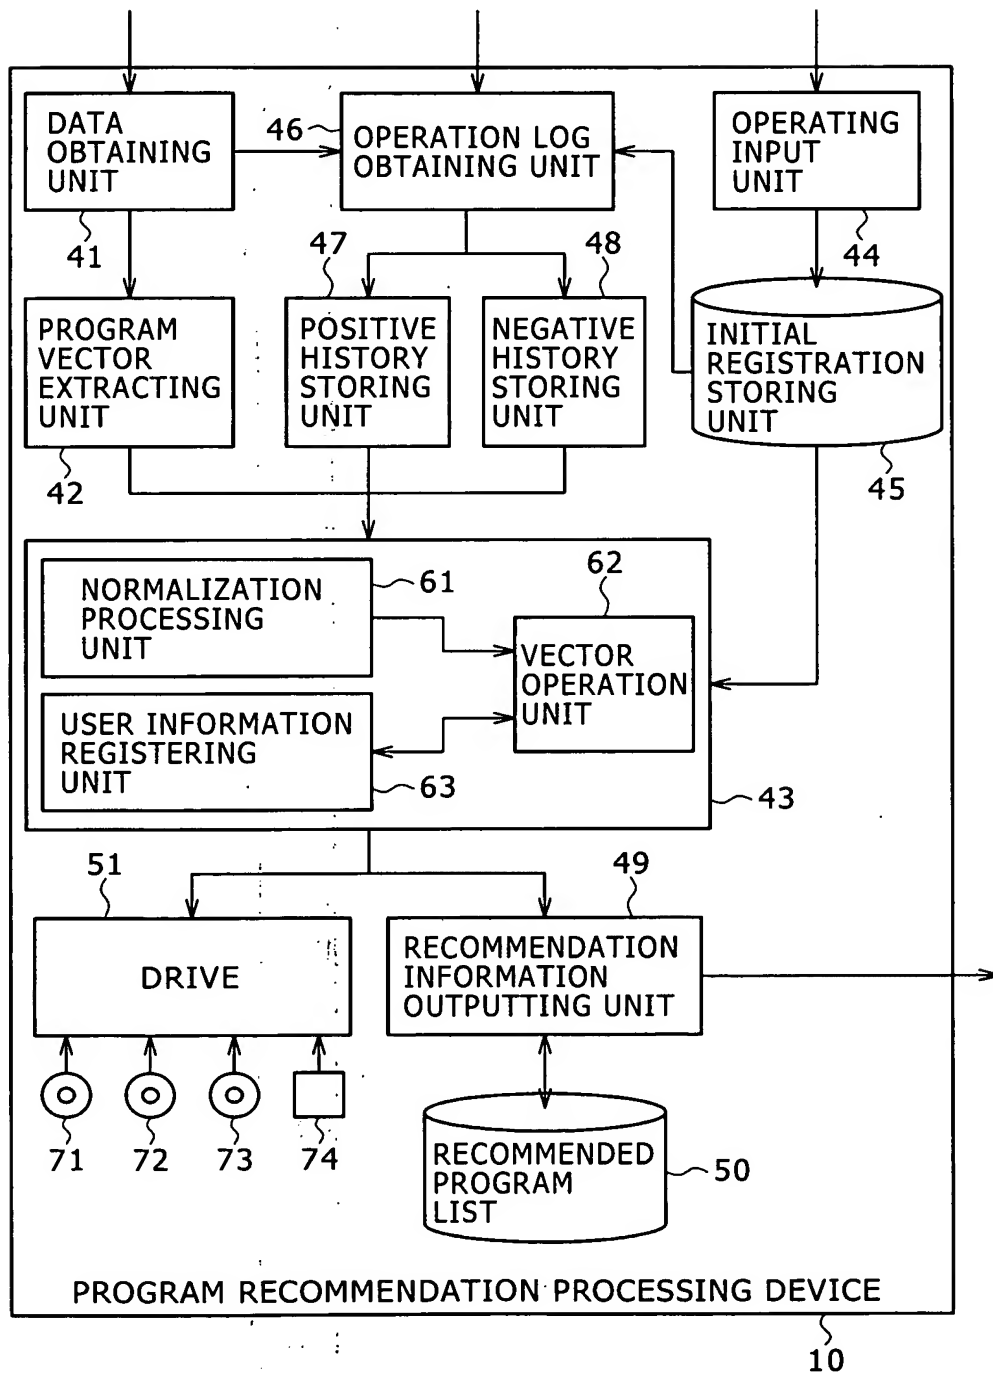 DATA
OBTAINING
UNIT
41
46
OPERATION LOG
OBTAINING UNIT
OPERATING
INPUT
UNIT
44
PROGRAM
VECTOR
EXTRACTING
UNIT
42
47
POSITIVE
HISTORY
STORING
UNIT
48
NEGATIVE
HISTORY
STORING
UNIT
INITIAL
REGISTRATION
STORING
UNIT
45
NORMALIZATION
PROCESSING
UNIT
61
62
VECTOR
OPERATION
UNIT
USER INFORMATION
REGISTERING
UNIT
63
43
51
DRIVE
49
RECOMMENDATION
INFORMATION
OUTPUTTING UNIT
71
72
73
74
RECOMMENDED
PROGRAM
LIST
50
PROGRAM RECOMMENDATION PROCESSING DEVICE
10